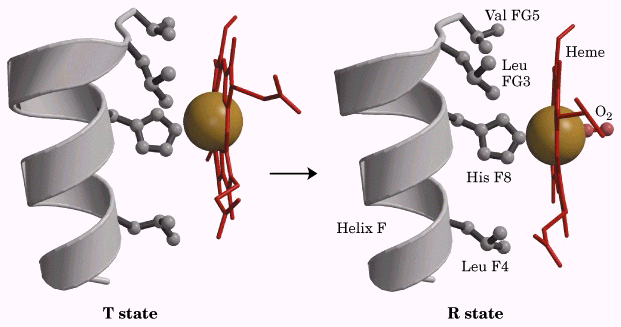 Val FG5
Leu
FG3
Heme
O2
His F8
Helix F
Leu F4
T state
R state